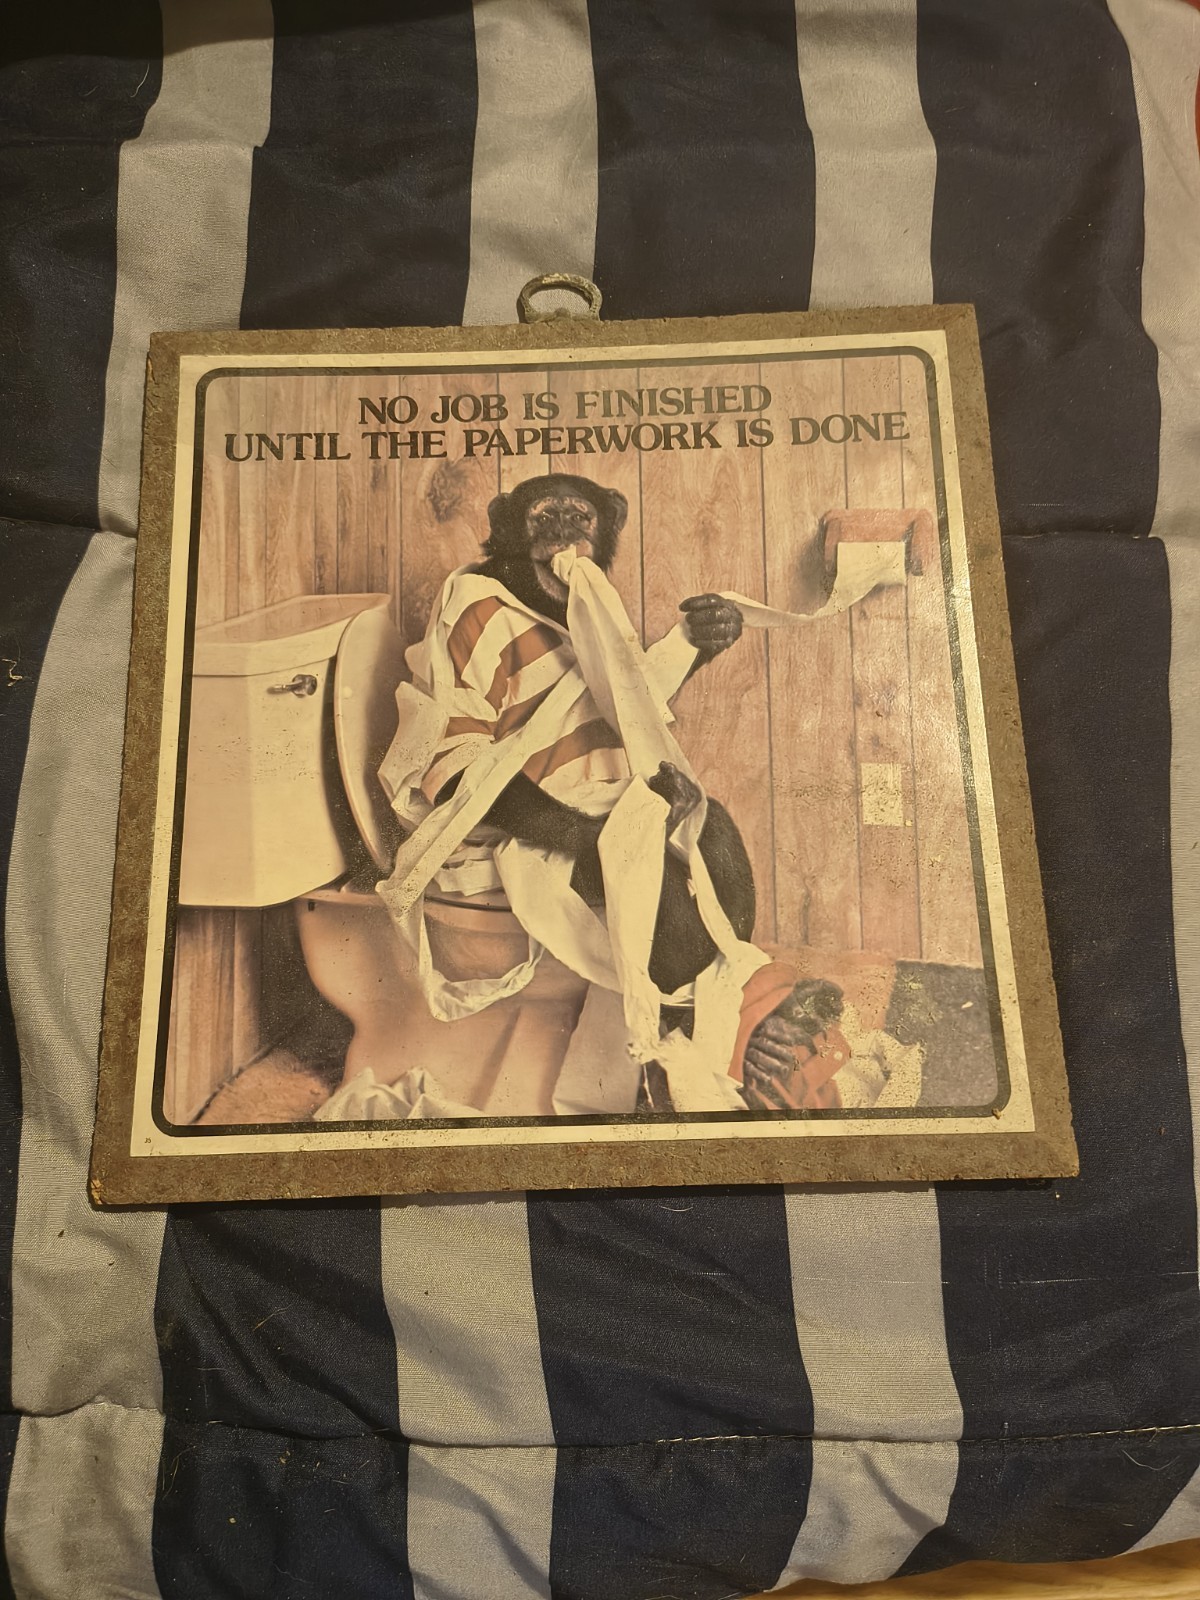 NO JOB IS FINISHED
UNTIL THE PAPERWORK IS DONE